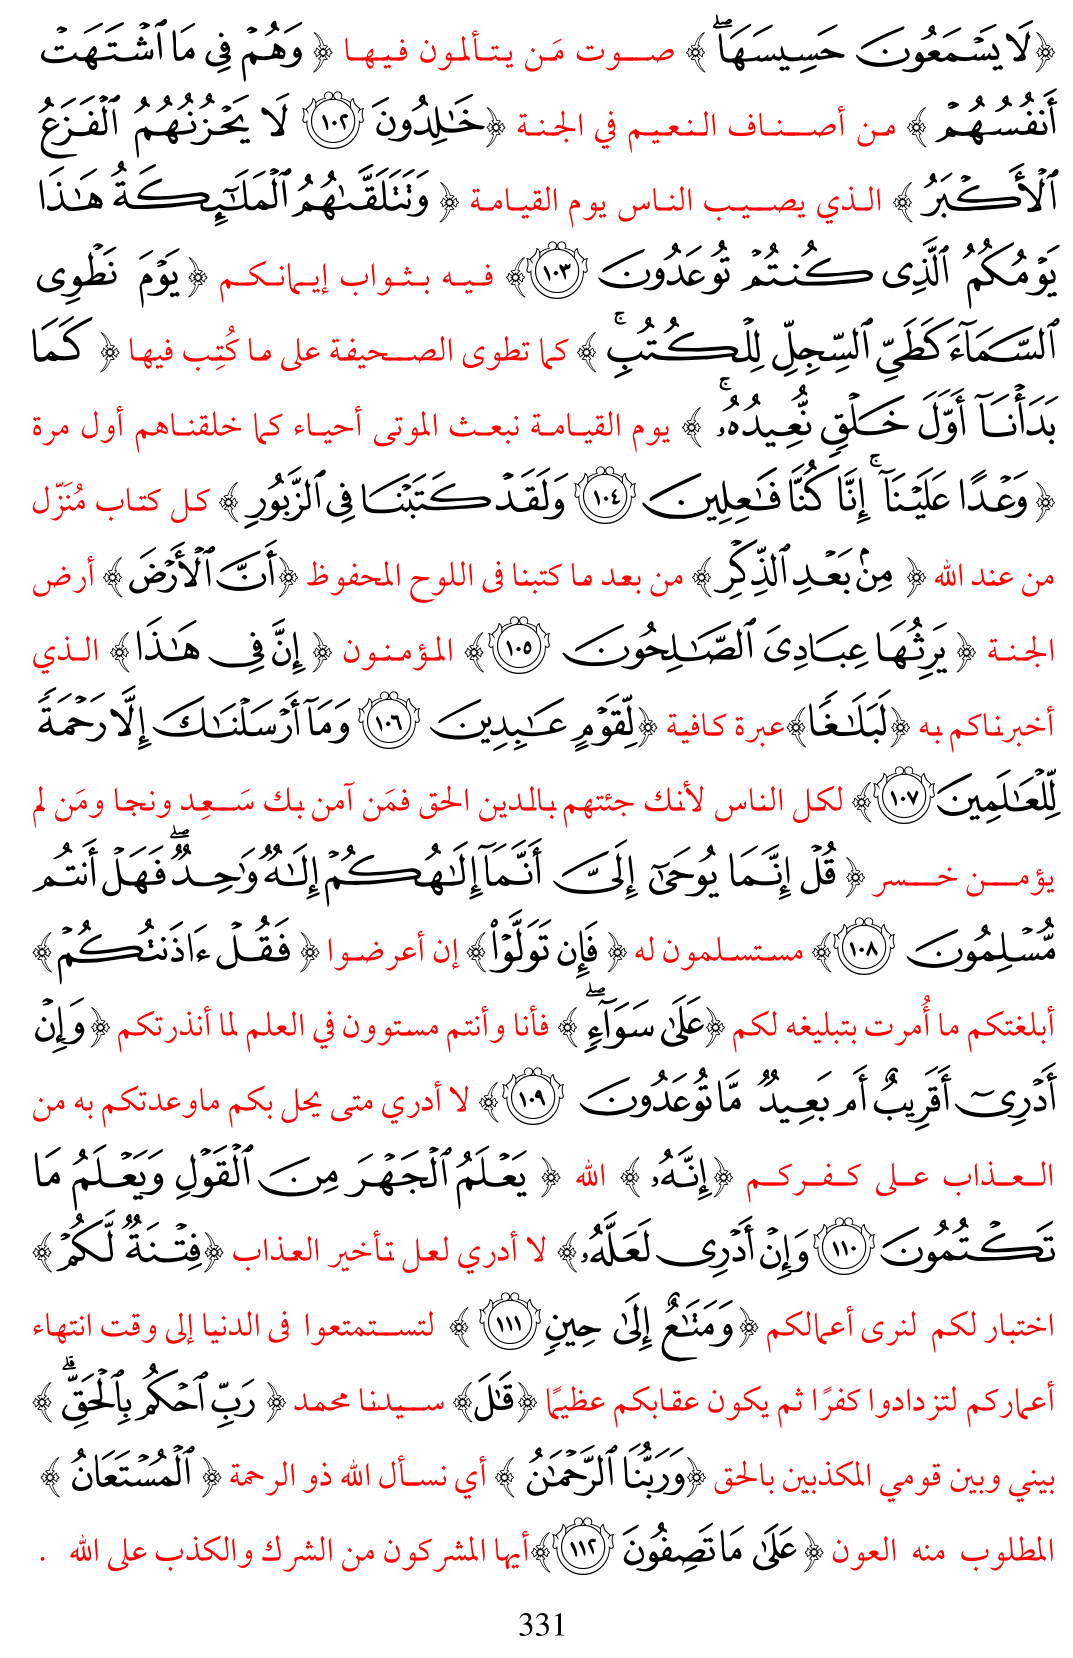 ﴿لَا يَسۡمَعُونَ حَسِيسَهَاۖ﴾ صوت مَن يتألمون فيها ﴿وَهُمۡ فِي مَا ٱشۡتَهَتۡ
أَنفُسُهُمۡ﴾ من أصناف النعيم في الجنة ﴿خَٰلِدُونَ ١٠٢ لَا يَحۡزُنُهُمُ ٱلۡفَزَعُ
ٱلۡأَكۡبَرُ﴾ الذي يصيب الناس يوم القيامة ﴿وَتَتَلَقَّىٰهُمُ ٱلۡمَلَٰٓئِكَةُ هَٰذَا
يَوۡمُكُمُ ٱلَّذِي كُنتُمۡ تُوعَدُونَ ١٠٣﴾ فيه بثواب إيمانكم ﴿يَوۡمَ نَطۡوِي
ٱلسَّمَآءَ كَطَيِّ ٱلسِّجِلِّ لِلۡكُتُبِۚ﴾ كما تطوى الصحيفة على ما كُتِب فيها ﴿كَمَا
بَدَأۡنَآ أَوَّلَ خَلۡقٖ نُّعِيدُهُۥۚ﴾ يوم القيامة نبعث الموتى أحياء كما خلقناهم أول مرة
﴿وَعۡدًا عَلَيۡنَآۚ إِنَّا كُنَّا فَٰعِلِينَ ١٠٤ وَلَقَدۡ كَتَبۡنَا فِي ٱلزَّبُورِ﴾ كل كتاب مُنَزّل
من عند الله ﴿مِنۢ بَعۡدِ ٱلذِّكۡرِ﴾ من بعد ما كتبنا فى اللوح المحفوظ ﴿أَنَّ ٱلۡأَرۡضَ﴾ أرض
الجنة ﴿يَرِثُهَا عِبَادِيَ ٱلصَّٰلِحُونَ ١٠٥﴾ المؤمنون ﴿إِنَّ فِي هَٰذَا﴾ الذي
أخبرناكم به ﴿لَبَلَٰغٗا﴾عبرة كافية ﴿لِّقَوۡمٍ عَٰبِدِينَ ١٠٦ وَمَآ أَرۡسَلۡنَٰكَ إِلَّا رَحۡمَةٗ
لِّلۡعَٰلَمِينَ ١٠٧﴾ لكل الناس لأنك جئتهم بالدين الحق فمَن آمن بك سَعِد ونجا ومَن لم
يؤمن خسر ﴿قُلۡ إِنَّمَا يُوحَىٰٓ إِلَيَّ أَنَّمَآ إِلَٰهُكُمۡ إِلَٰهٞ وَٰحِدٞۖ فَهَلۡ أَنتُم
مُّسۡلِمُونَ ١٠٨﴾ مستسلمون له ﴿فَإِن تَوَلَّوۡاْ﴾ إن أعرضوا ﴿فَقُلۡ ءَاذَنتُكُمۡ﴾
أبلغتكم ما أُمرت بتبليغه لكم ﴿عَلَىٰ سَوَآءٖۖ﴾ فأنا وأنتم مستوون في العلم لما أنذرتكم ﴿وَإِنۡ
أَدۡرِيٓ أَقَرِيبٌ أَم بَعِيدٞ مَّا تُوعَدُونَ ١٠٩﴾ لا أدري متى يحل بكم ماوعدتكم به من
العذاب على كفركم ﴿إِنَّهُۥ﴾ الله ﴿يَعۡلَمُ ٱلۡجَهۡرَ مِنَ ٱلۡقَوۡلِ وَيَعۡلَمُ مَا
تَكۡتُمُونَ ١١٠ وَإِنۡ أَدۡرِي لَعَلَّهُۥ﴾ لا أدري لعل تأخير العذاب ﴿فِتۡنَةٞ لَّكُمۡ﴾
اختبار لكم لنرى أعمالكم ﴿وَمَتَٰعٌ إِلَىٰ حِينٖ ١١١﴾ لتستمتعوا فى الدنيا إلى وقت انتهاء
أعماركم لتزدادوا كفرًا ثم يكون عقابكم عظيمًا ﴿قَٰلَ﴾ سيدنا محمد ﴿رَبِّ ٱحۡكُم بِٱلۡحَقِّۗ﴾
بيني وبين قومي المكذبين بالحق ﴿وَرَبُّنَا ٱلرَّحۡمَٰنُ﴾ أي نسأل الله ذو الرحمة ﴿ٱلۡمُسۡتَعَانُ﴾
المطلوب منه العون ﴿عَلَىٰ مَا تَصِفُونَ ١١٢﴾أيها المشركون من الشرك والكذب على الله .
331